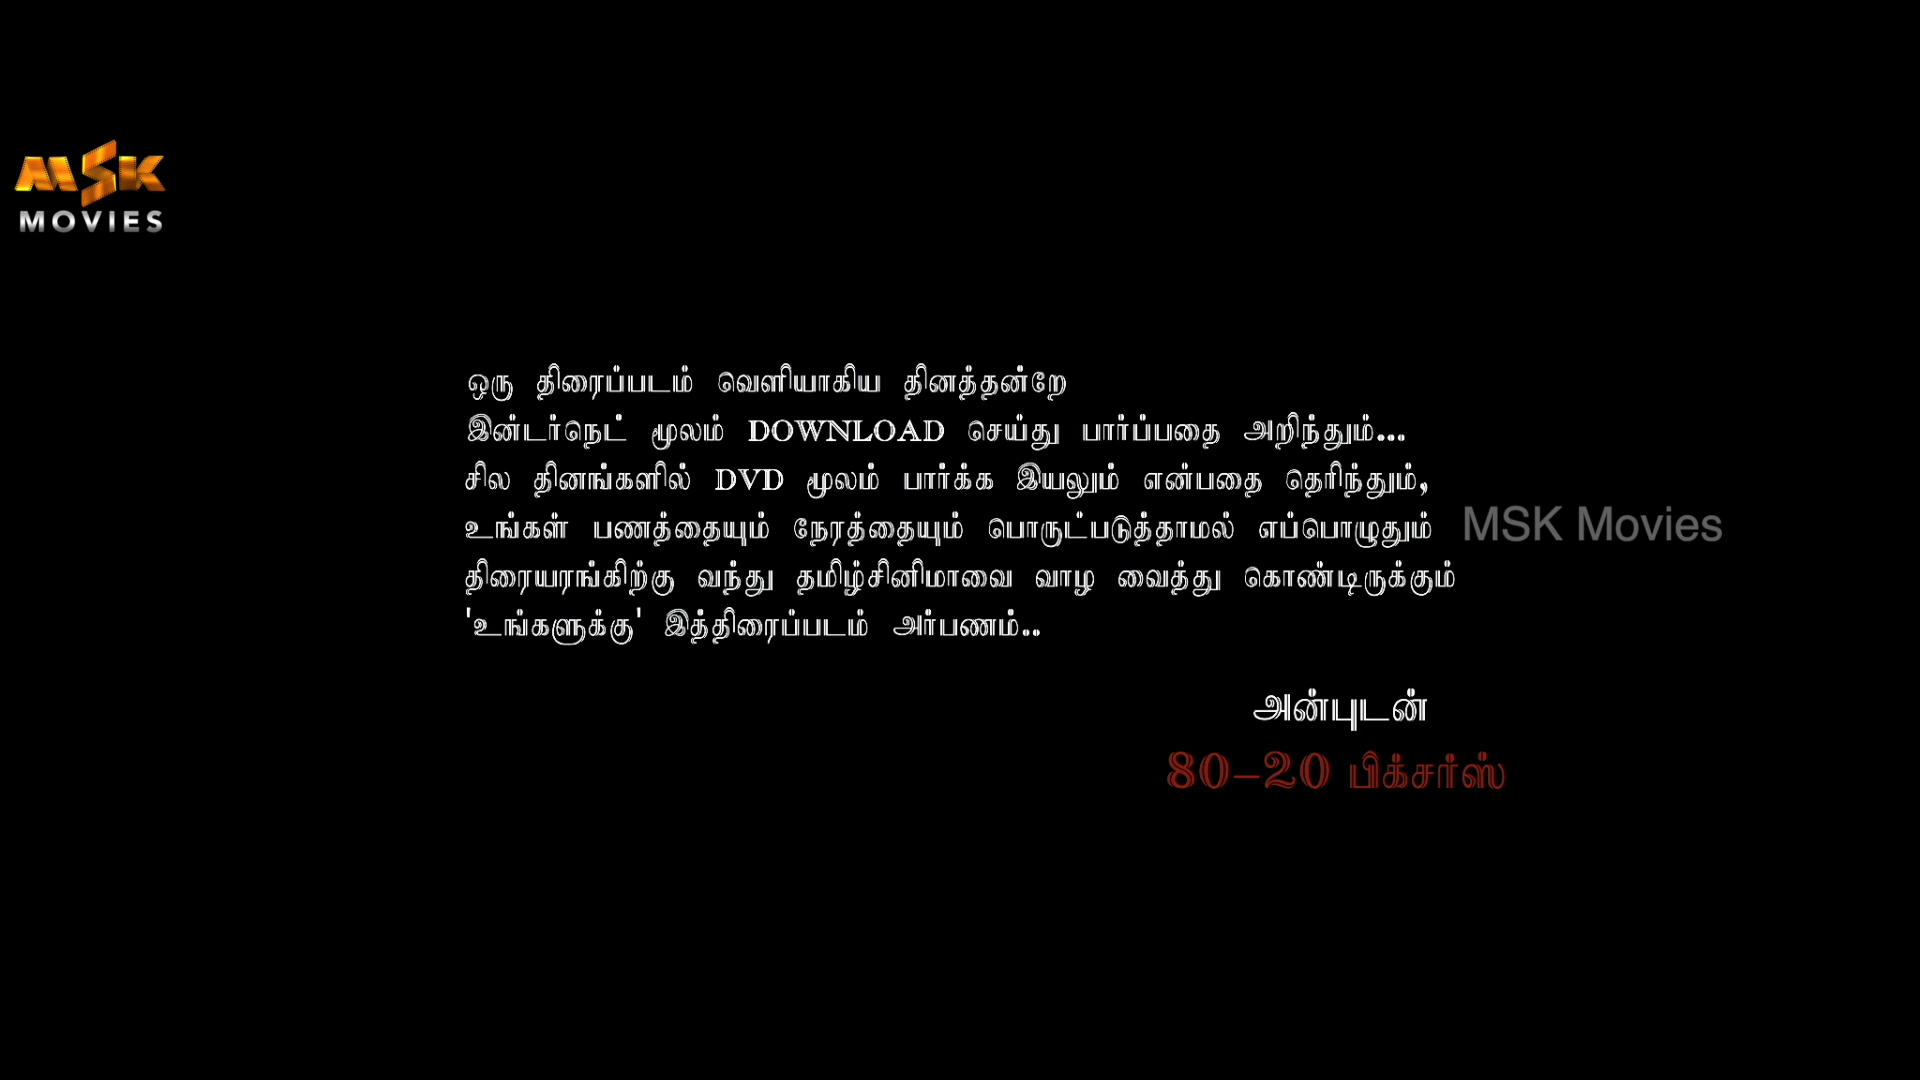 MSK
MOVIES
ஒரு திரைப்படம் வெளியாகிய தினத்தன்றே
இன்டர்நெட் மூலம் DOWNLOAD செய்து பார்ப்பதை அறிந்தும்...
சில தினங்களில் DVD மூலம் பார்க்க இயலும் என்பதை தெரிந்தும்,
உங்கள் பணத்தையும் நேரத்தையும் பொருட்படுத்தாமல் எப்பொழுதும்
MSK Movies
திரையரங்கிற்கு வந்து தமிழ்சினிமாவை வாழ வைத்து கொண்டிருக்கும்
'உங்களுக்கு' இத்திரைப்படம் அர்பணம்..
அன்புடன்
80-20 பிக்சர்ஸ்